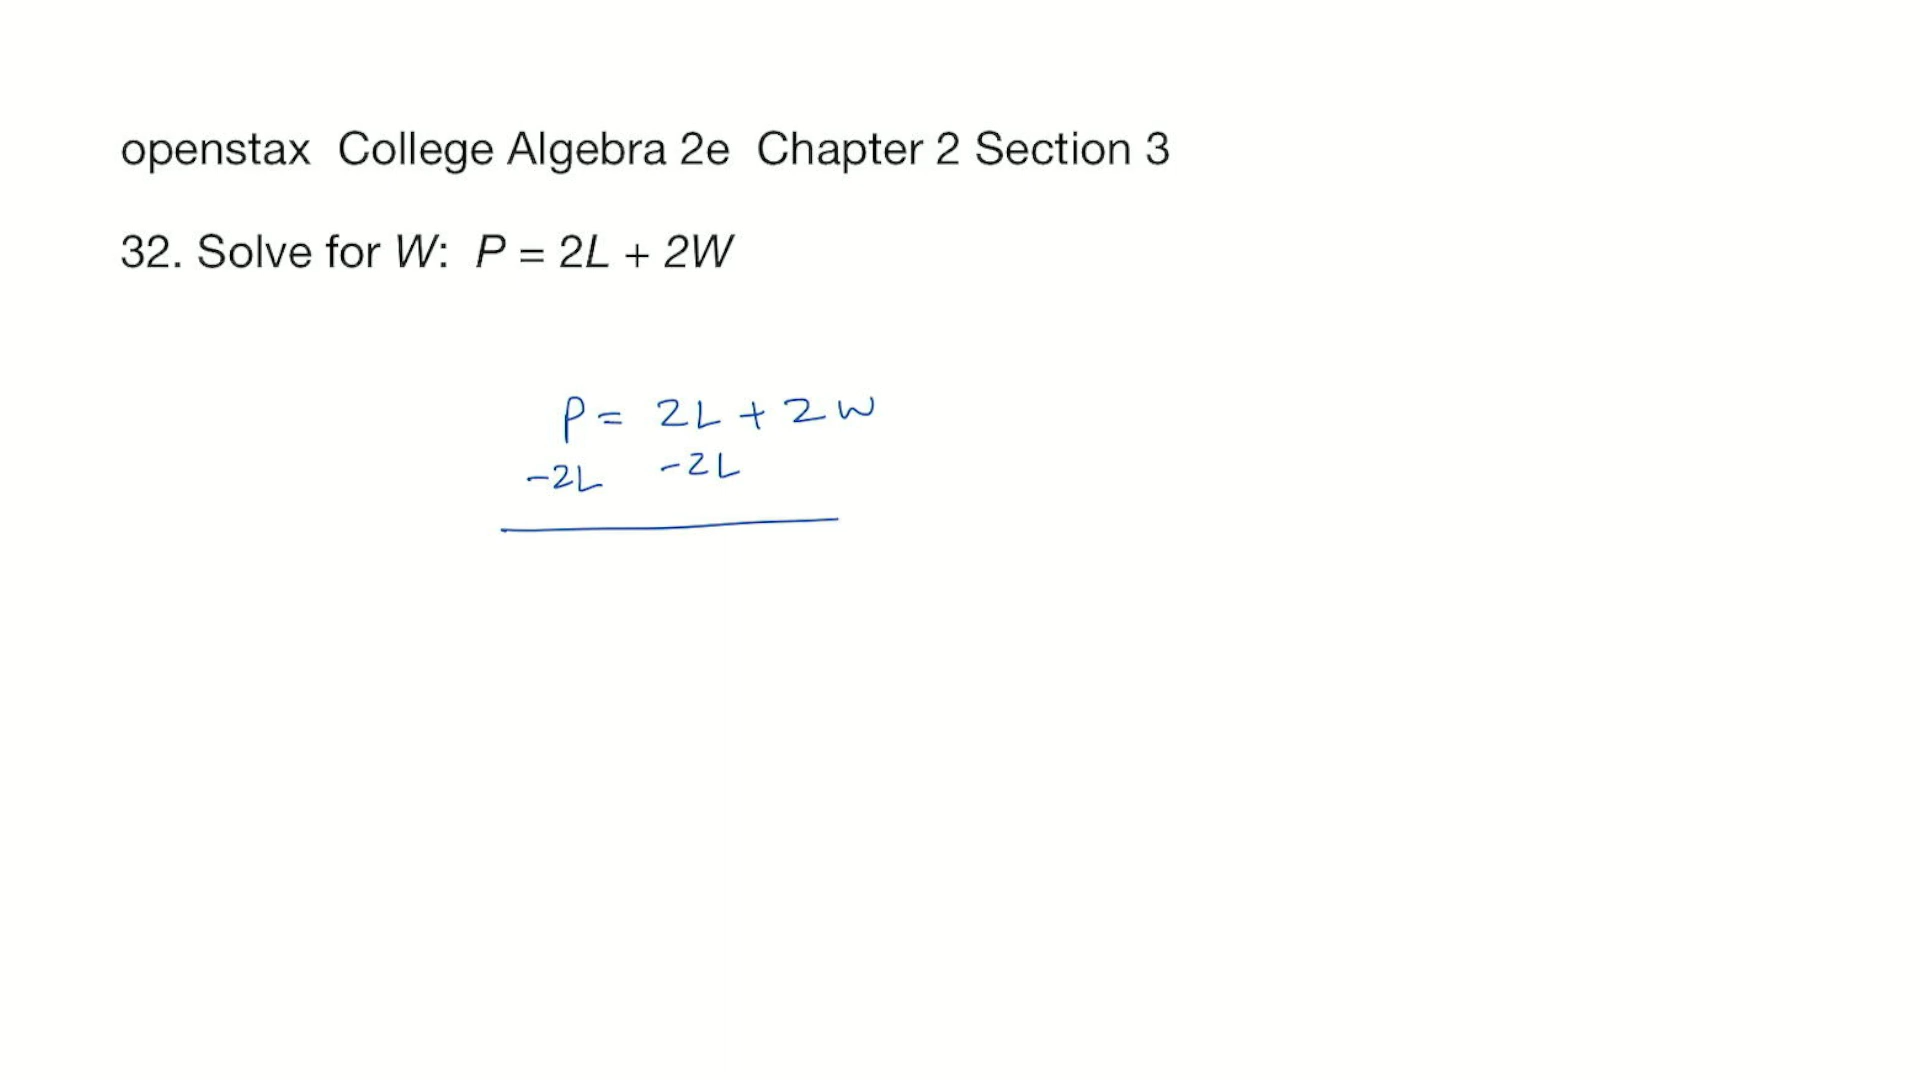 openstax College Algebra 2e Chapter 2 Section 3
32. Solve for W: P = 2L + 2W
P = 2L + 2W
-2L -2L